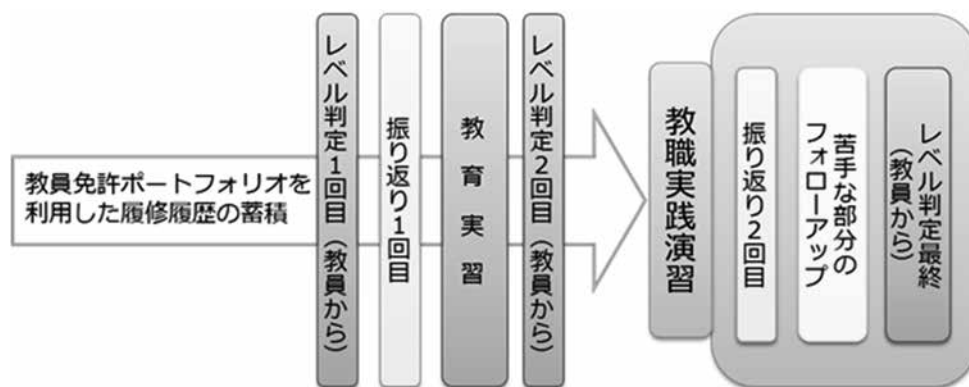 教員免許ポートフォリオを
利用した履修履歴の蓄積
レベル判定1回目(教員から)
振り返り1回目
教育実習
レベル判定2回目(教員から)
教職実践演習
振り返り2回目
苦手な部分の
フォローアップ
レベル判定最終
(教員から)